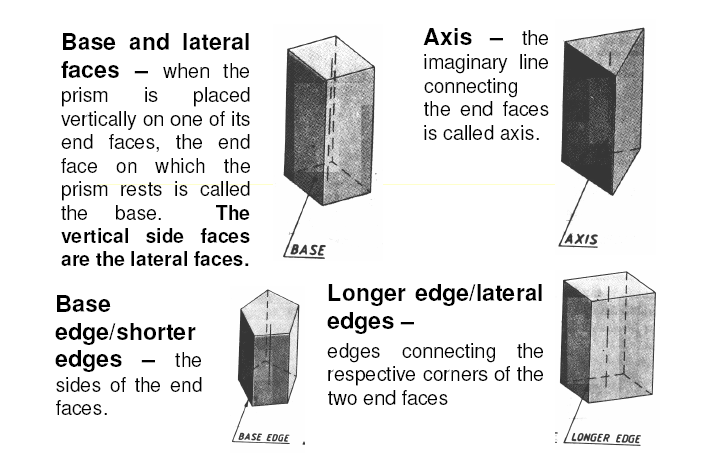 Base and lateral
faces – when the
prism is placed
vertically on one of its
end faces, the end
face on which the
prism rests is called
the base. The
vertical side faces
are the lateral faces.
BASE
Axis – the
imaginary line
connecting
the end faces
is called axis.
AXIS
Base
edge/shorter
edges – the
sides of the end
faces.
BASE EDGE
Longer edge/lateral
edges –
edges connecting the
respective corners of the
two end faces
LONGER EDGE